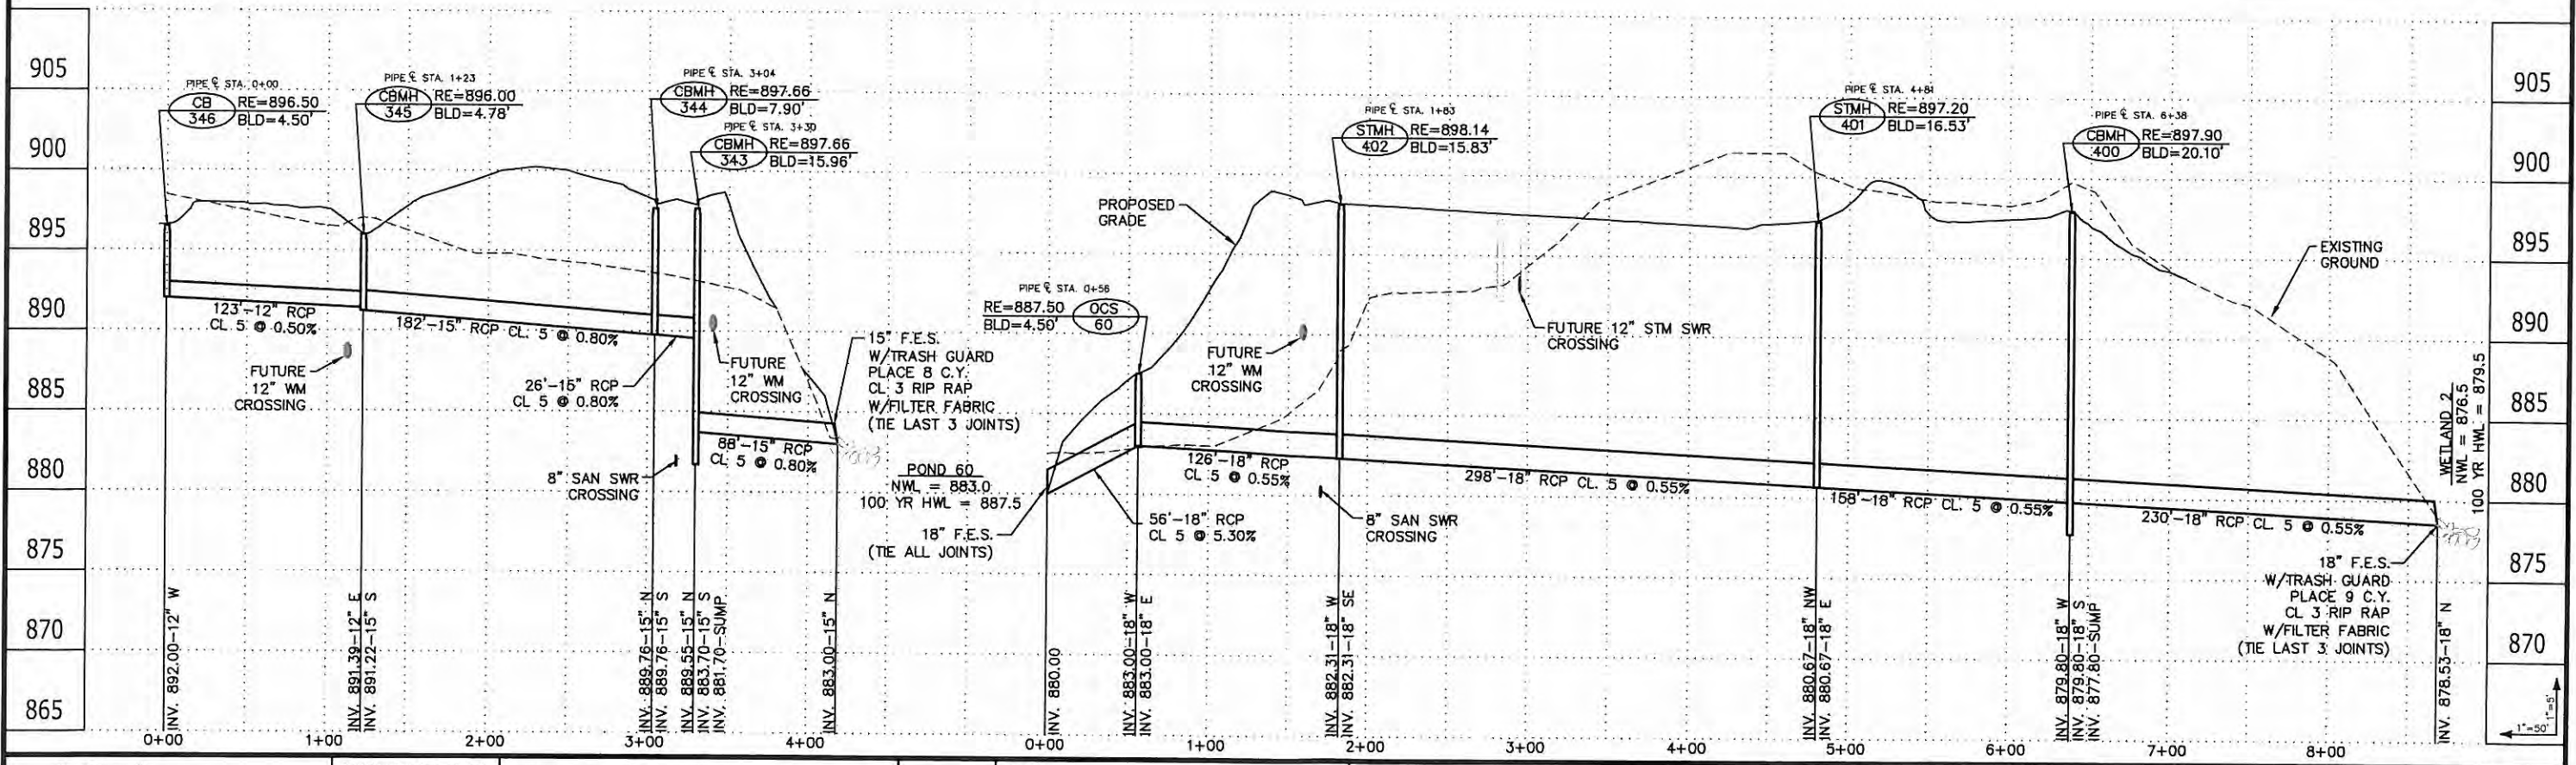 905
900
895
890
885
880
875
870
865
PIPE ℄ STA. 0+00
CB 346
RE=896.50
BLD=4.50'
PIPE ℄ STA. 1+23
CBMH 345
RE=896.00
BLD=4.78'
PIPE ℄ STA. 3+04
CBMH 344
RE=897.66
BLD=7.90'
PIPE ℄ STA. 3+30
CBMH 343
RE=897.66
BLD=15.96'
123'-12" RCP
CL 5 @ 0.50%
182'-15" RCP CL. 5 @ 0.80%
FUTURE
12" WM
CROSSING
26'-15" RCP
CL 5 @ 0.80%
FUTURE
12" WM
CROSSING
8" SAN SWR
CROSSING
88'-15" RCP
CL 5 @ 0.80%
15" F.E.S.
W/TRASH GUARD
PLACE 8 C.Y.
CL 3 RIP RAP
W/FILTER FABRIC
(TIE LAST 3 JOINTS)
POND 60
NWL = 883.0
100 YR HWL = 887.5
18" F.E.S.
(TIE ALL JOINTS)
INV. 892.00-12" W
INV. 891.39-12" E
INV. 891.22-15" S
INV. 889.76-15" N
INV. 889.76-15" S
INV. 889.55-15" N
INV. 883.70-15" S
INV. 881.70-SUMP
INV. 883.00-15" N
0+00
1+00
2+00
3+00
4+00
PIPE ℄ STA. 0+56
RE=887.50
BLD=4.50'
OCS 60
PROPOSED
GRADE
FUTURE
12" WM
CROSSING
PIPE ℄ STA. 1+83
STMH 402
RE=898.14
BLD=15.83'
FUTURE 12" STM SWR
CROSSING
PIPE ℄ STA. 4+81
STMH 401
RE=897.20
BLD=16.53'
PIPE ℄ STA. 6+38
CBMH 400
RE=897.90
BLD=20.10'
EXISTING
GROUND
126'-18" RCP
CL 5 @ 0.55%
56'-18" RCP
CL 5 @ 5.30%
8" SAN SWR
CROSSING
298'-18" RCP CL. 5 @ 0.55%
158'-18" RCP CL. 5 @ 0.55%
230'-18" RCP CL 5 @ 0.55%
18" F.E.S.
W/TRASH GUARD
PLACE 9 C.Y.
CL 3 RIP RAP
W/FILTER FABRIC
(TIE LAST 3 JOINTS)
WETLAND 2
NWL = 876.5
100 YR HWL = 879.5
INV. 880.00
INV. 883.00-18" W
INV. 883.00-18" E
INV. 882.31-18" W
INV. 882.31-18" SE
INV. 880.67-18" NW
INV. 880.67-18" E
INV. 879.80-18" W
INV. 879.80-18" S
INV. 877.80-SUMP
INV. 878.53-18" N
0+00
1+00
2+00
3+00
4+00
5+00
6+00
7+00
8+00
905
900
895
890
885
880
875
870
1"=5'
1"=50'